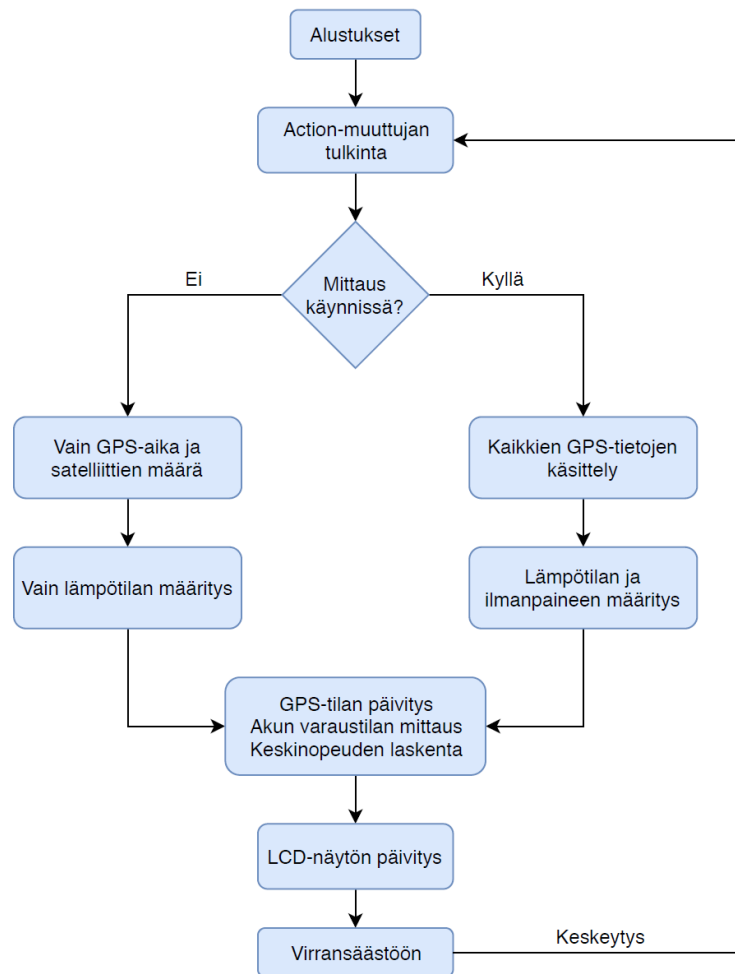 Alustukset
Action-muuttujan
tulkinta
Mittaus
käynnissä?
Ei
Kyllä
Vain GPS-aika ja
satelliittien määrä
Kaikkien GPS-tietojen
käsittely
Vain lämpötilan määritys
Lämpötilan ja
ilmanpaineen määritys
GPS-tilan päivitys
Akun varaustilan mittaus
Keskinopeuden laskenta
LCD-näytön päivitys
Virransäästöön
Keskeytys